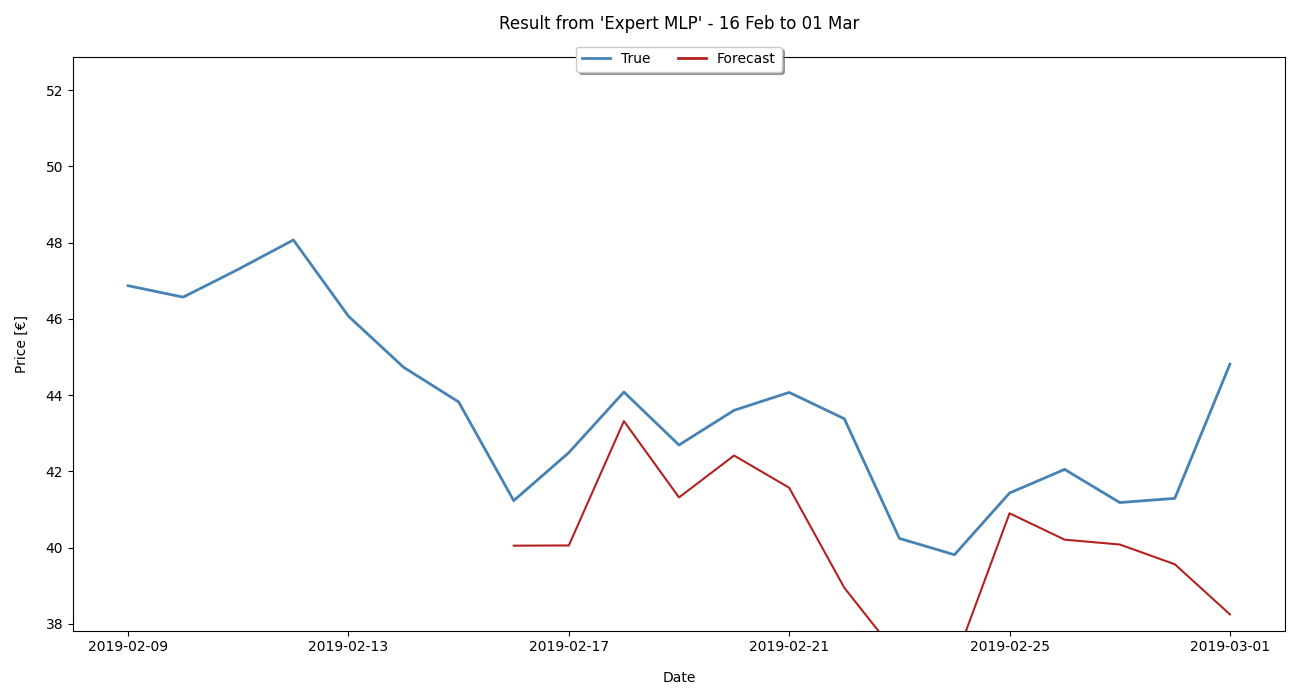 Result from 'Expert MLP' - 16 Feb to 01 Mar
True Forecast
52
50
48
46
44
42
40
38
Price [€]
2019-02-09 2019-02-13 2019-02-17 2019-02-21 2019-02-25 2019-03-01
Date